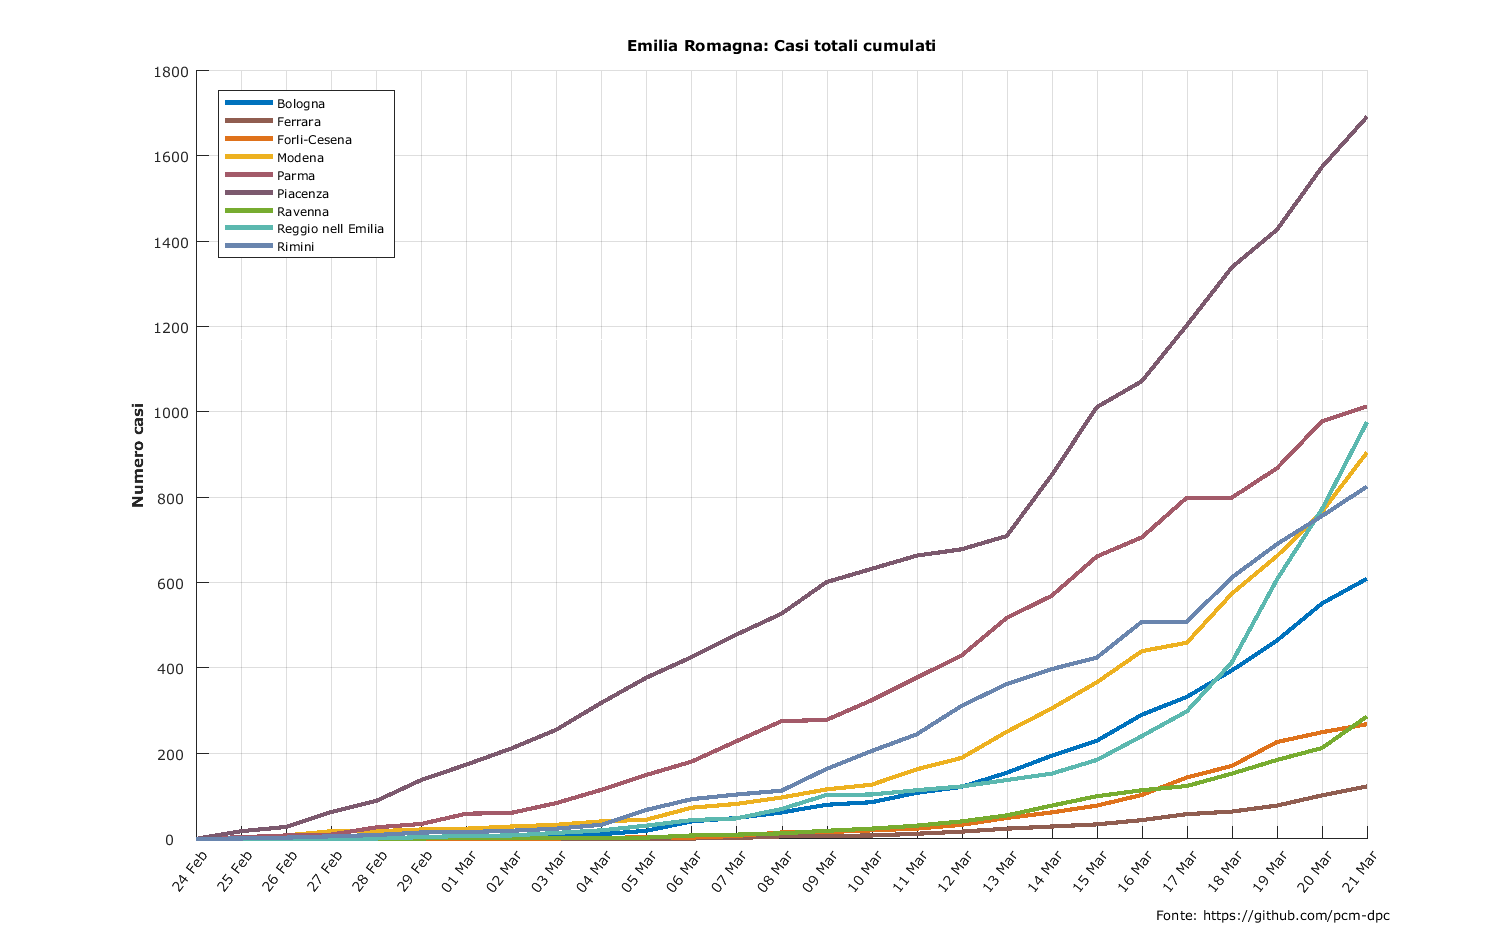 Emilia Romagna: Casi totali cumulati
1800
1600
1400
1200
1000
800
600
400
200
0
Numero casi
Bologna
Ferrara
Forli-Cesena
Modena
Parma
Piacenza
Ravenna
Reggio nell Emilia
Rimini
24 Feb
25 Feb
26 Feb
27 Feb
28 Feb
29 Feb
01 Mar
02 Mar
03 Mar
04 Mar
05 Mar
06 Mar
07 Mar
08 Mar
09 Mar
10 Mar
11 Mar
12 Mar
13 Mar
14 Mar
15 Mar
16 Mar
17 Mar
18 Mar
19 Mar
20 Mar
21 Mar
Fonte: https://github.com/pcm-dpc